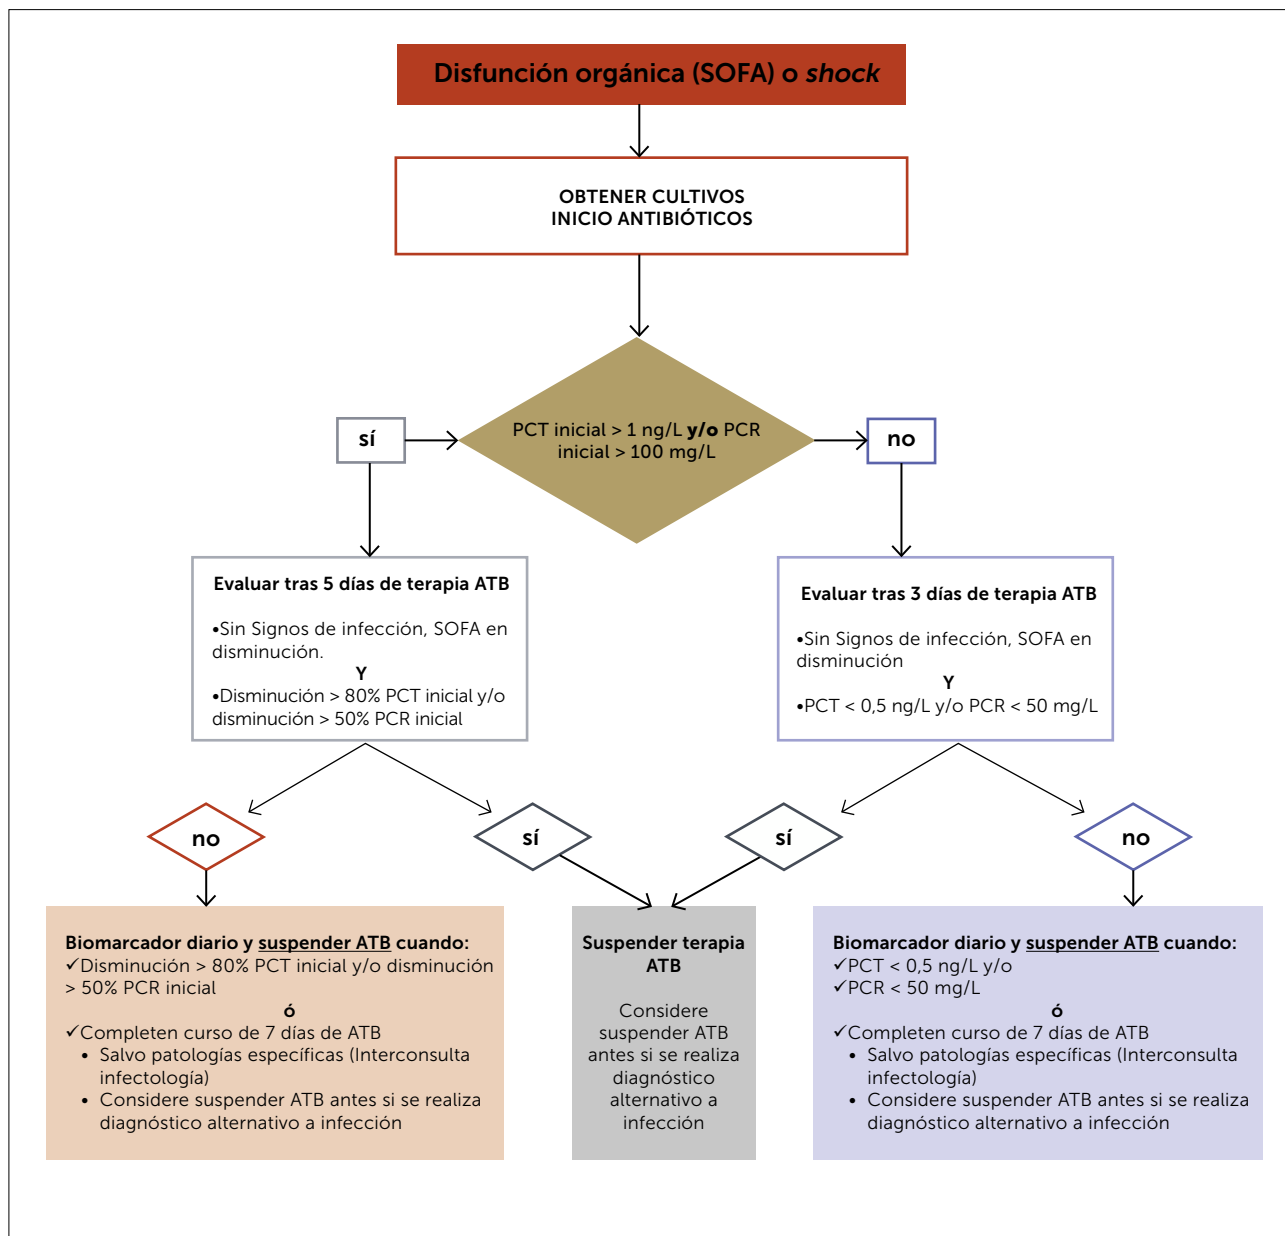 Disfunción orgánica (SOFA) o shock
OBTENER CULTIVOS
INICIO ANTIBIÓTICOS
sí
PCT inicial > 1 ng/L y/o PCR
inicial > 100 mg/L
no
Evaluar tras 5 días de terapia ATB
•Sin Signos de infección, SOFA en
disminución.
Y
•Disminución > 80% PCT inicial y/o
disminución > 50% PCR inicial
Evaluar tras 3 días de terapia ATB
•Sin Signos de infección, SOFA en
disminución
Y
•PCT < 0,5 ng/L y/o PCR < 50 mg/L
no
sí
sí
no
Biomarcador diario y suspender ATB cuando:
✓Disminución > 80% PCT inicial y/o disminución
> 50% PCR inicial
ó
✓Completen curso de 7 días de ATB
• Salvo patologías específicas (Interconsulta
infectología)
• Considere suspender ATB antes si se realiza
diagnóstico alternativo a infección
Suspender terapia
ATB
Considere
suspender ATB
antes si se realiza
diagnóstico
alternativo a
infección
Biomarcador diario y suspender ATB cuando:
✓PCT < 0,5 ng/L y/o
✓PCR < 50 mg/L
ó
✓Completen curso de 7 días de ATB
• Salvo patologías específicas (Interconsulta
infectología)
• Considere suspender ATB antes si se realiza
diagnóstico alternativo a infección